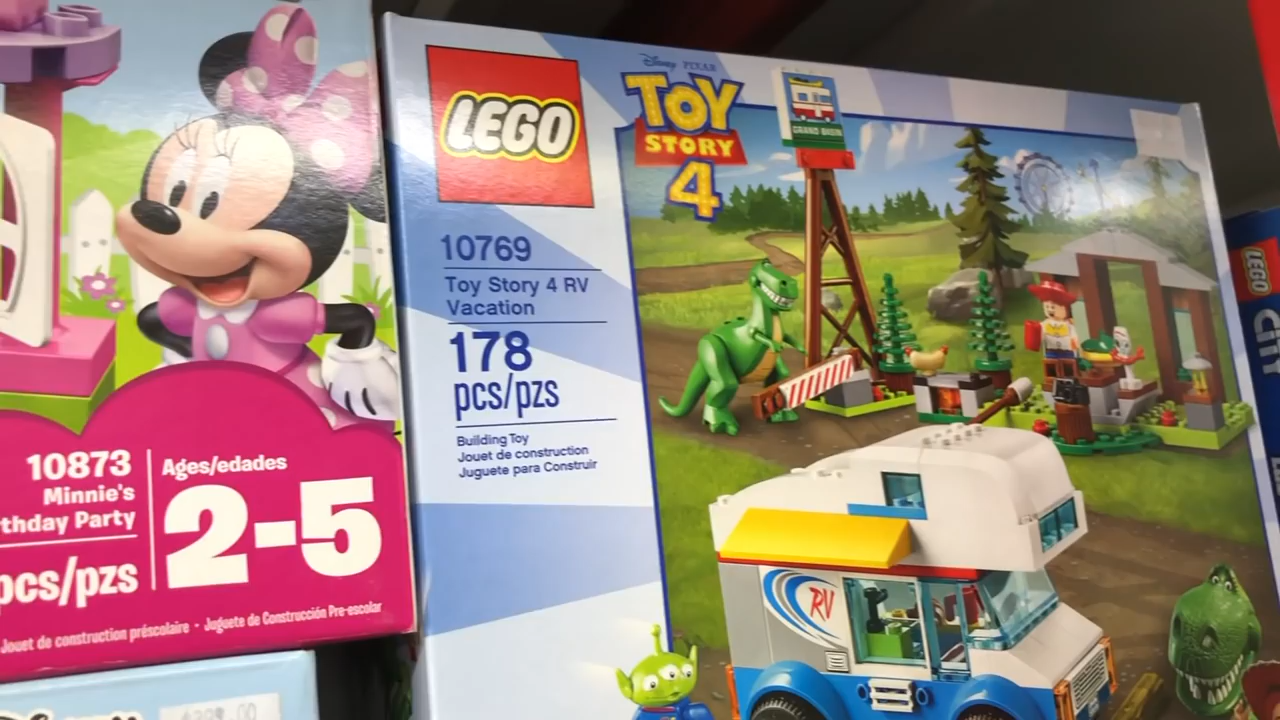 LEGO
Disney PIXAR
TOY
STORY
4
GRAND BASIN
10769
Toy Story 4 RV
Vacation
178
pcs/pzs
Building Toy
Jouet de construction
Juguete para Construir
RV
10873
Minnie's
rthday Party
pcs/pzs
Ages/edades
2-5
Jouet de construction préscolaire • Juguete de Construcción Pre-escolar
LEGO
CITY